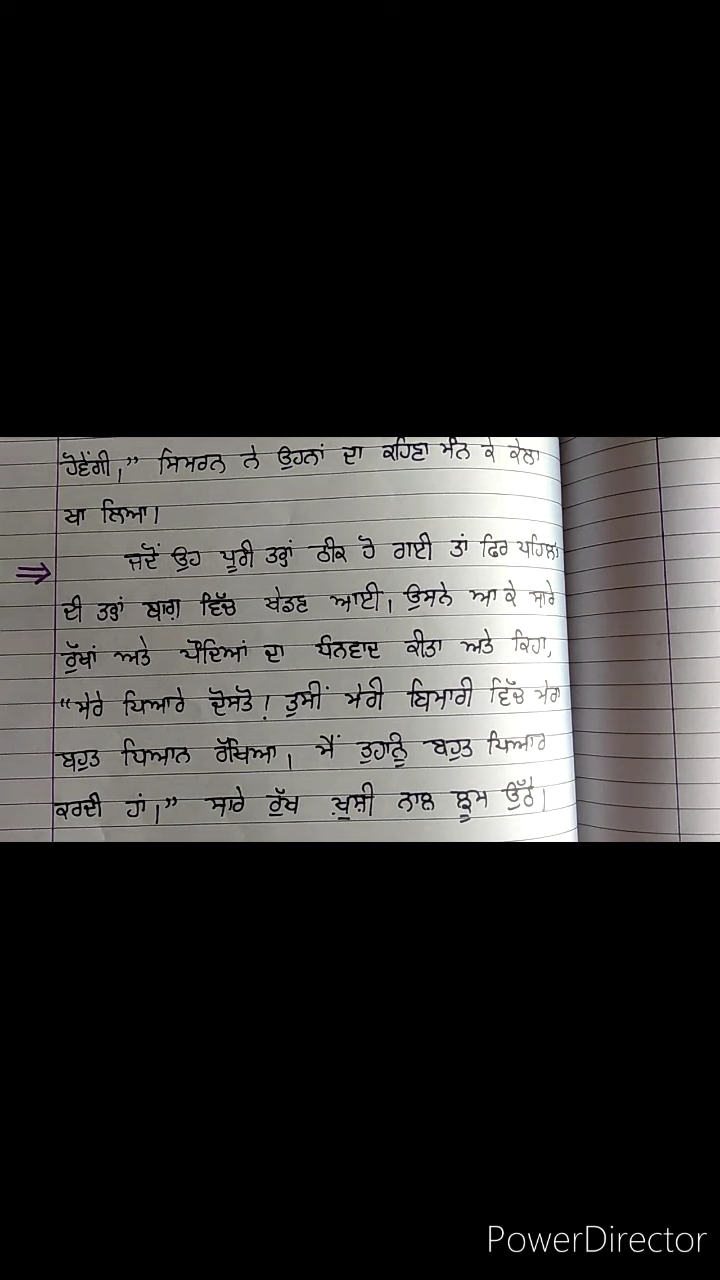 ਹੋਵੇਂਗੀ।” ਸਿਮਰਨ ਨੇ ਉਹਨਾਂ ਦਾ ਕਹਿਣਾ ਮੰਨ ਕੇ ਕੇਲਾ
ਖਾ ਲਿਆ।
⇒ ਜਦੋਂ ਉਹ ਪੂਰੀ ਤਰ੍ਹਾਂ ਠੀਕ ਹੋ ਗਈ ਤਾਂ ਫਿਰ ਪਹਿਲਾਂ
ਦੀ ਤਰ੍ਹਾਂ ਬਾਗ਼ ਵਿੱਚ ਖੇਡਣ ਆਈ। ਉਸਨੇ ਆ ਕੇ ਸਾਰੇ
ਰੁੱਖਾਂ ਅਤੇ ਪੌਦਿਆਂ ਦਾ ਧੰਨਵਾਦ ਕੀਤਾ ਅਤੇ ਕਿਹਾ,
“ਮੇਰੇ ਪਿਆਰੇ ਦੋਸਤੋ! ਤੁਸੀਂ ਮੇਰੀ ਬਿਮਾਰੀ ਵਿੱਚ ਮੇਰਾ
ਬਹੁਤ ਧਿਆਨ ਰੱਖਿਆ। ਮੈਂ ਤੁਹਾਨੂੰ ਬਹੁਤ ਪਿਆਰ
ਕਰਦੀ ਹਾਂ।” ਸਾਰੇ ਰੁੱਖ ਖ਼ੁਸ਼ੀ ਨਾਲ ਝੂਮ ਉੱਠੇ।
PowerDirector